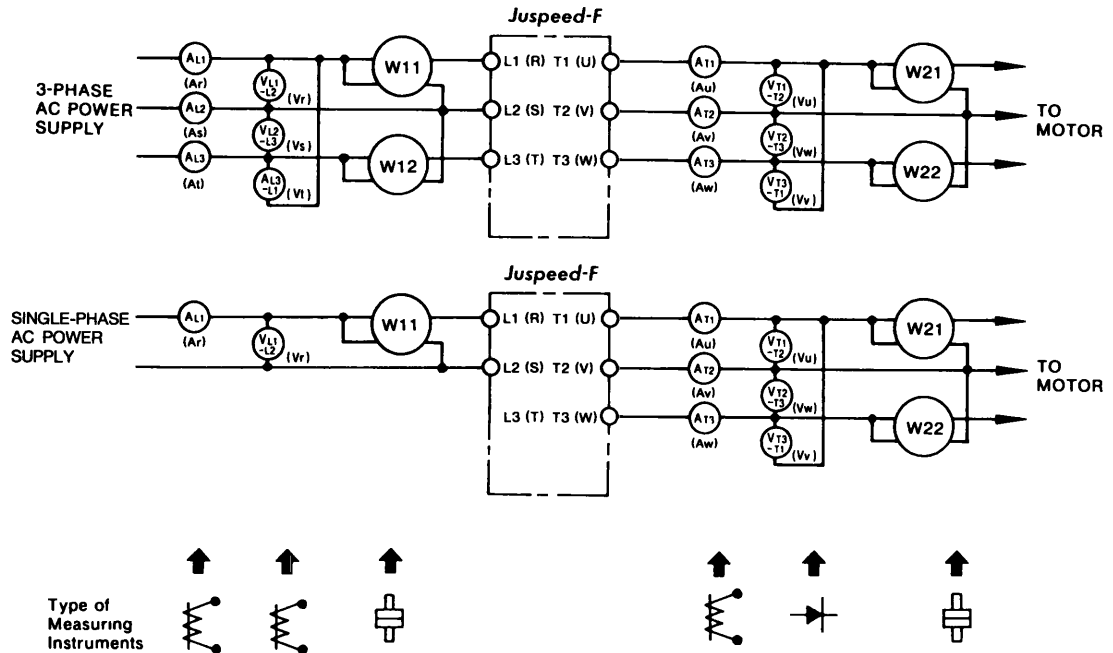 Juspeed-F
3-PHASE
AC POWER
SUPPLY
AL1
(Ar)
AL2
(As)
AL3
(At)
VL1
-L2
(Vr)
VL2
-L3
(Vs)
AL3
-L1
(Vt)
W11
W12
L1 (R) T1 (U)
L2 (S) T2 (V)
L3 (T) T3 (W)
AT1
(Au)
AT2
(Av)
AT3
(Aw)
VT1
-T2
(Vu)
VT2
-T3
(Vw)
VT3
-T1
(Vv)
W21
W22
TO
MOTOR
Juspeed-F
SINGLE-PHASE
AC POWER
SUPPLY
AL1
(Ar)
VL1
-L2
(Vr)
W11
L1 (R) T1 (U)
L2 (S) T2 (V)
L3 (T) T3 (W)
AT1
(Au)
AT2
(Av)
AT3
(Aw)
VT1
-T2
(Vu)
VT2
-T3
(Vw)
VT3
-T1
(Vv)
W21
W22
TO
MOTOR
Type of
Measuring
Instruments